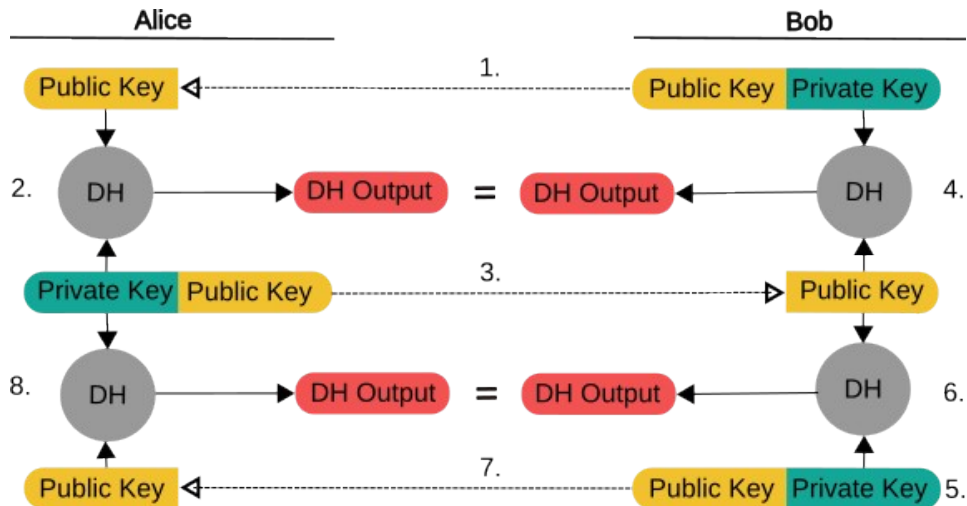 Alice
Bob
1.
Public Key
Public Key Private Key
2.
DH
DH Output = DH Output
DH
4.
3.
Private Key Public Key
Public Key
8.
DH
DH Output = DH Output
DH
6.
7.
Public Key
Public Key Private Key
5.